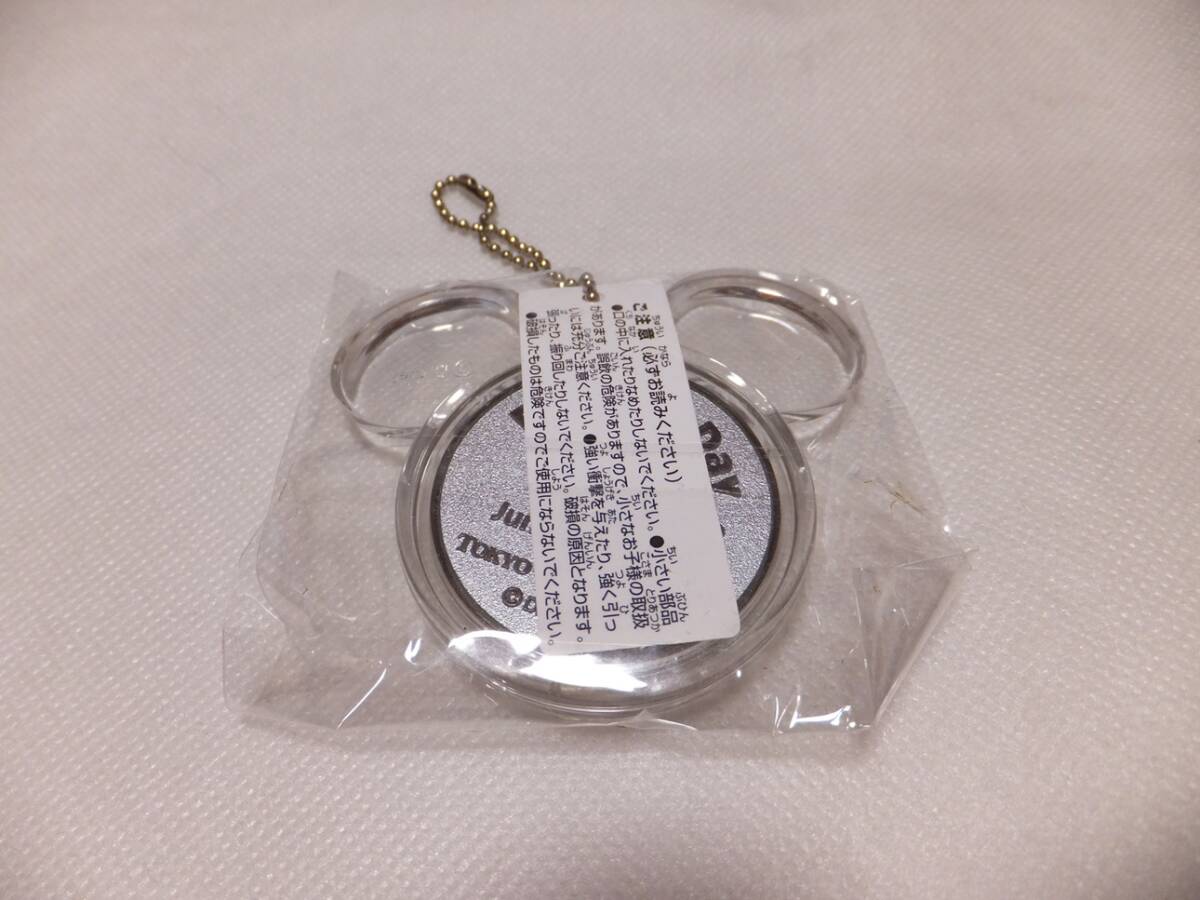 ご注意（必ずお読みください）
●口の中に入れたりなめたりしないでください。●小さい部品
があります。誤飲の危険がありますので、小さなお子様の取扱
いには充分ご注意ください。●強い衝撃を与えたり、強く引っ
張ったり、振り回したりしないでください。破損の原因となります。
●破損したものは危険ですのでご使用にならないでください。
Day
TOKYO
©D